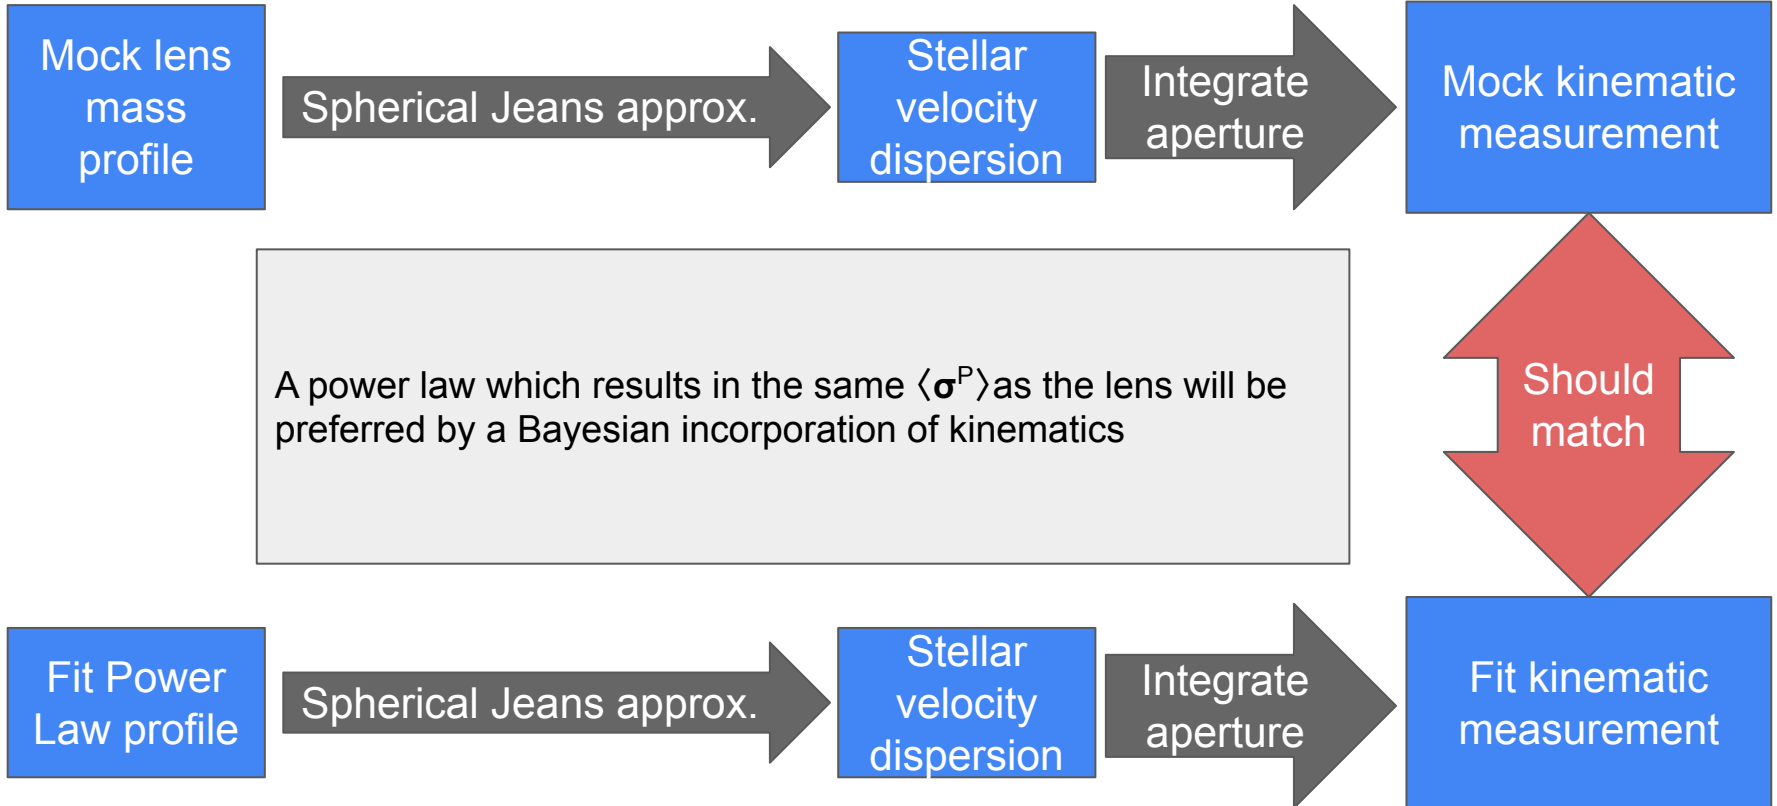 Mock lens
mass
profile
Spherical Jeans approx.
Stellar
velocity
dispersion
Integrate
aperture
Mock kinematic
measurement
A power law which results in the same ⟨σᴾ⟩as the lens will be
preferred by a Bayesian incorporation of kinematics
Should
match
Fit Power
Law profile
Spherical Jeans approx.
Stellar
velocity
dispersion
Integrate
aperture
Fit kinematic
measurement